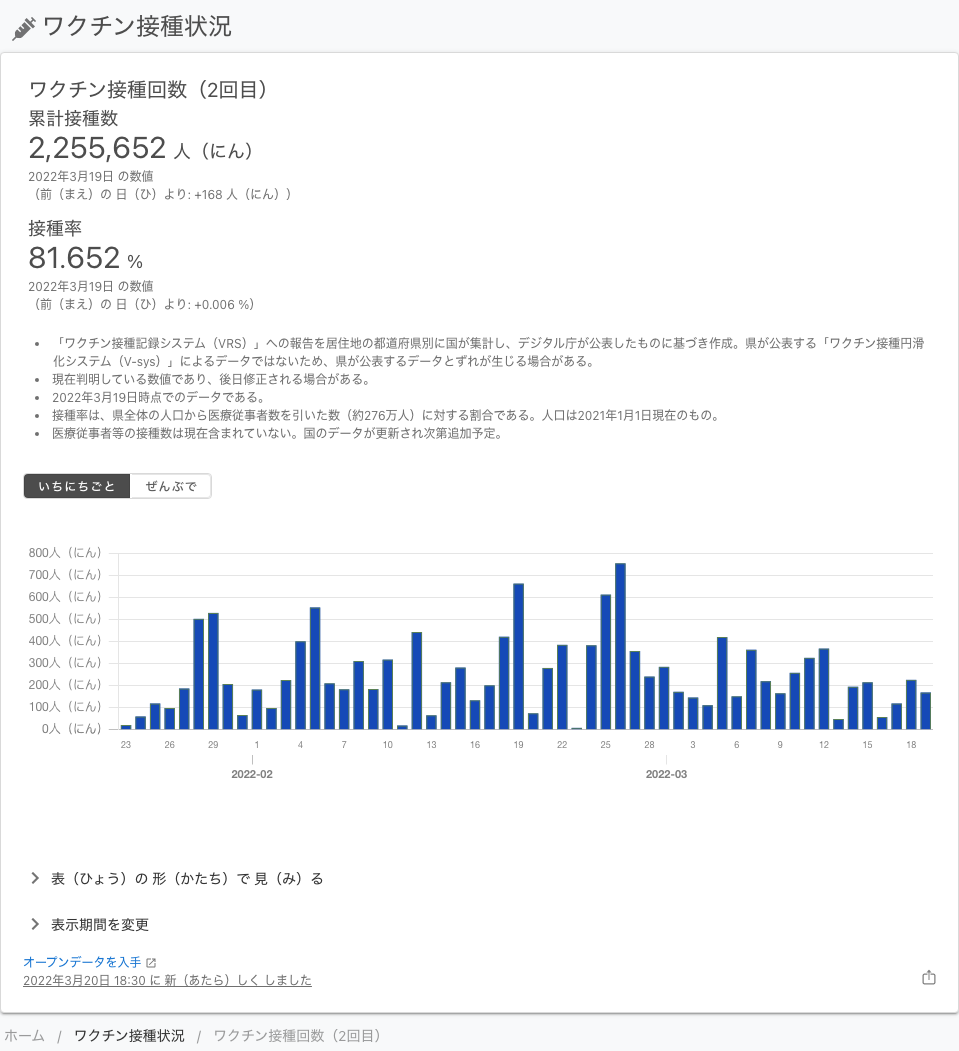 ワクチン接種状況
ワクチン接種回数（2回目）
累計接種数
2,255,652 人（にん）
2022年3月19日 の数値
（前（まえ）の 日（ひ）より: +168 人（にん））
接種率
81.652 %
2022年3月19日 の数値
（前（まえ）の 日（ひ）より: +0.006 %）
• 「ワクチン接種記録システム（VRS）」への報告を居住地の都道府県別に国が集計し、デジタル庁が公表したものに基づき作成。県が公表する「ワクチン接種円滑
化システム（V-sys）」によるデータではないため、県が公表するデータとずれが生じる場合がある。
• 現在判明している数値であり、後日修正される場合がある。
• 2022年3月19日時点でのデータである。
• 接種率は、県全体の人口から医療従事者数を引いた数（約276万人）に対する割合である。人口は2021年1月1日現在のもの。
• 医療従事者等の接種数は現在含まれていない。国のデータが更新され次第追加予定。
いちにちごと ぜんぶで
800人（にん）
700人（にん）
600人（にん）
500人（にん）
400人（にん）
300人（にん）
200人（にん）
100人（にん）
0人（にん）
23 26 29 1 4 7 10 13 16 19 22 25 28 3 6 9 12 15 18
2022-02 2022-03
表（ひょう）の 形（かたち）で 見（み）る
表示期間を変更
オープンデータを入手
2022年3月20日 18:30 に 新（あたら）しく しました
ホーム / ワクチン接種状況 / ワクチン接種回数（2回目）